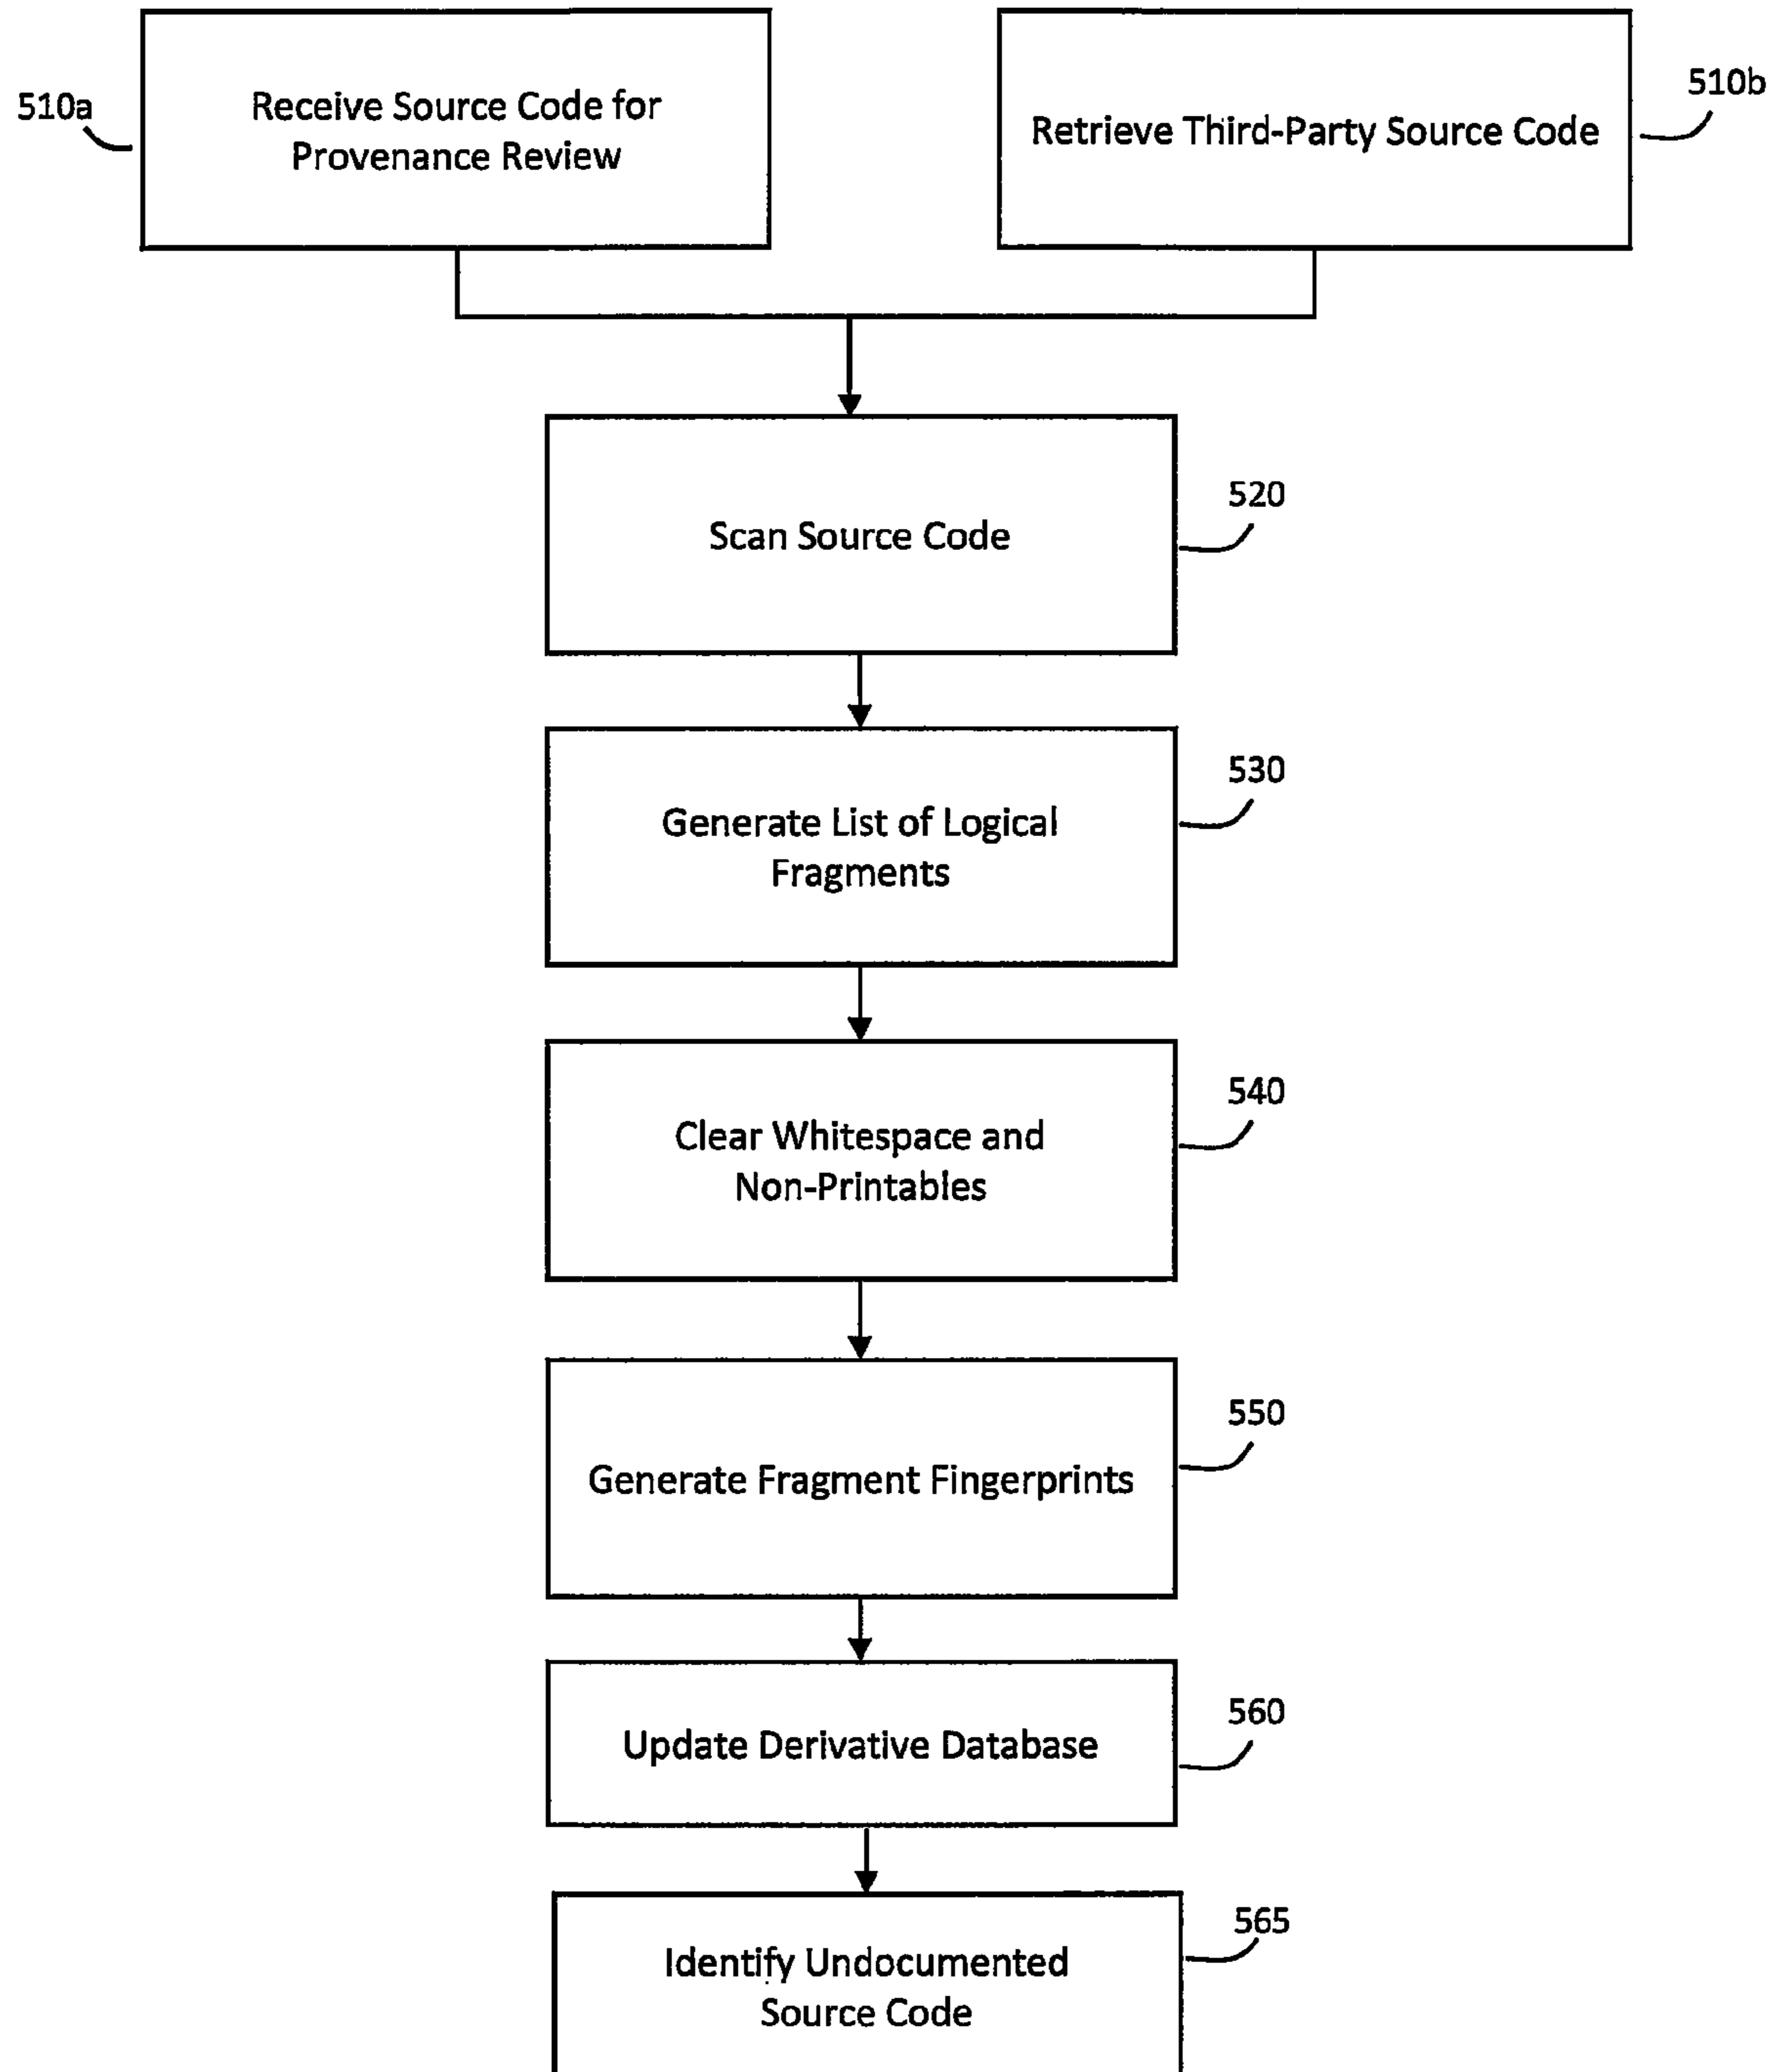 510a
Receive Source Code for
Provenance Review
Retrieve Third-Party Source Code
510b
Scan Source Code
520
Generate List of Logical
Fragments
530
Clear Whitespace and
Non-Printables
540
Generate Fragment Fingerprints
550
Update Derivative Database
560
Identify Undocumented
Source Code
565